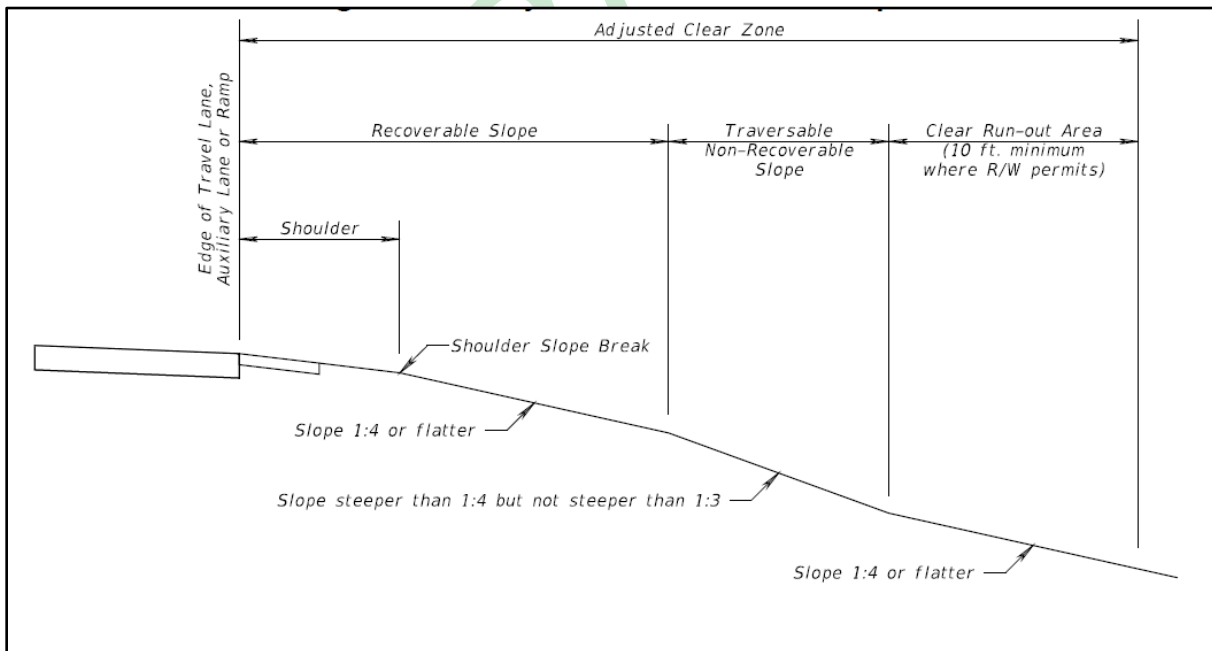 Adjusted Clear Zone
Edge of Travel Lane,
Auxiliary Lane or Ramp
Recoverable Slope
Traversable
Non-Recoverable
Slope
Clear Run-out Area
(10 ft. minimum
where R/W permits)
Shoulder
Shoulder Slope Break
Slope 1:4 or flatter
Slope steeper than 1:4 but not steeper than 1:3
Slope 1:4 or flatter